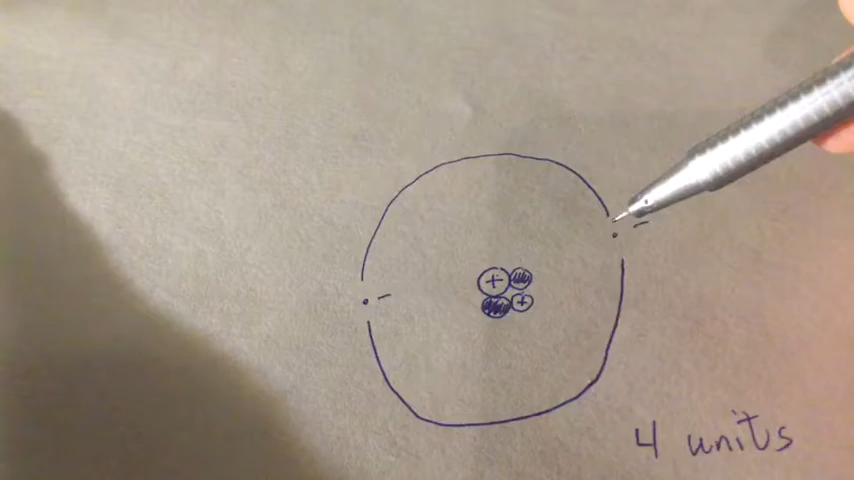 -
+
- +
4 units